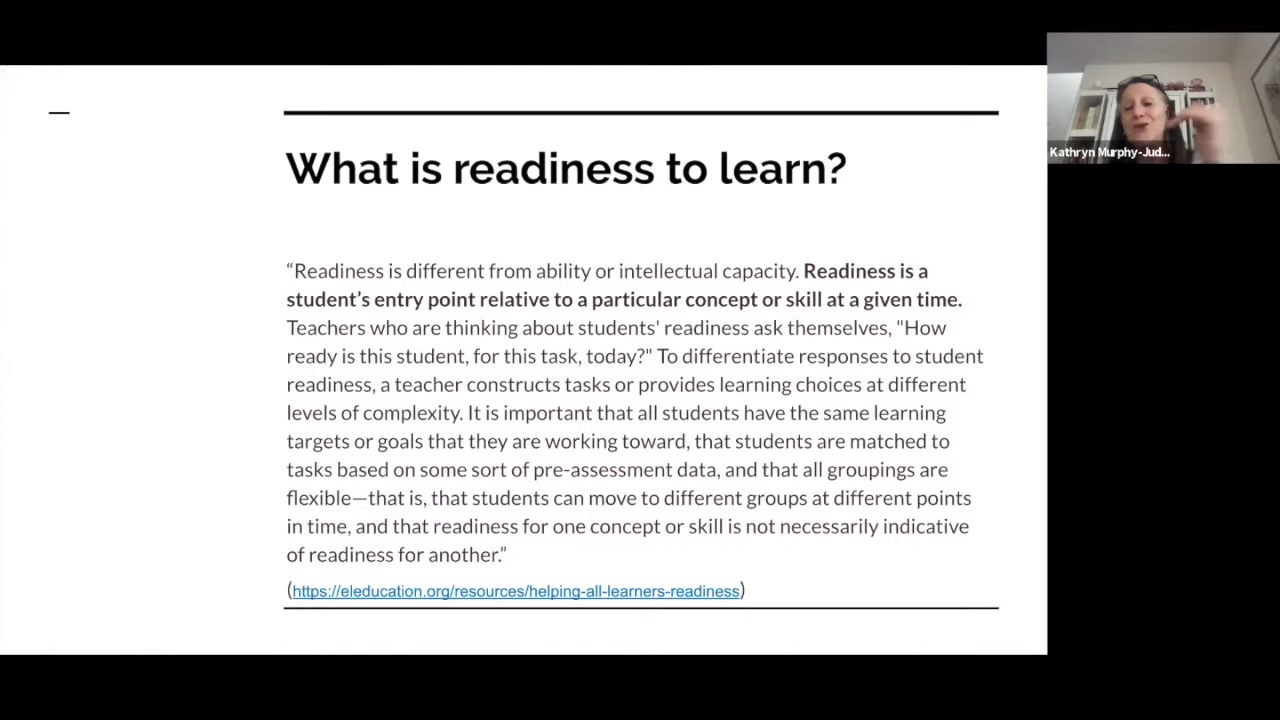 What is readiness to learn?
“Readiness is different from ability or intellectual capacity. Readiness is a
student’s entry point relative to a particular concept or skill at a given time.
Teachers who are thinking about students' readiness ask themselves, "How
ready is this student, for this task, today?" To differentiate responses to student
readiness, a teacher constructs tasks or provides learning choices at different
levels of complexity. It is important that all students have the same learning
targets or goals that they are working toward, that students are matched to
tasks based on some sort of pre-assessment data, and that all groupings are
flexible—that is, that students can move to different groups at different points
in time, and that readiness for one concept or skill is not necessarily indicative
of readiness for another.”
(https://eleducation.org/resources/helping-all-learners-readiness)
Kathryn Murphy-Jud...